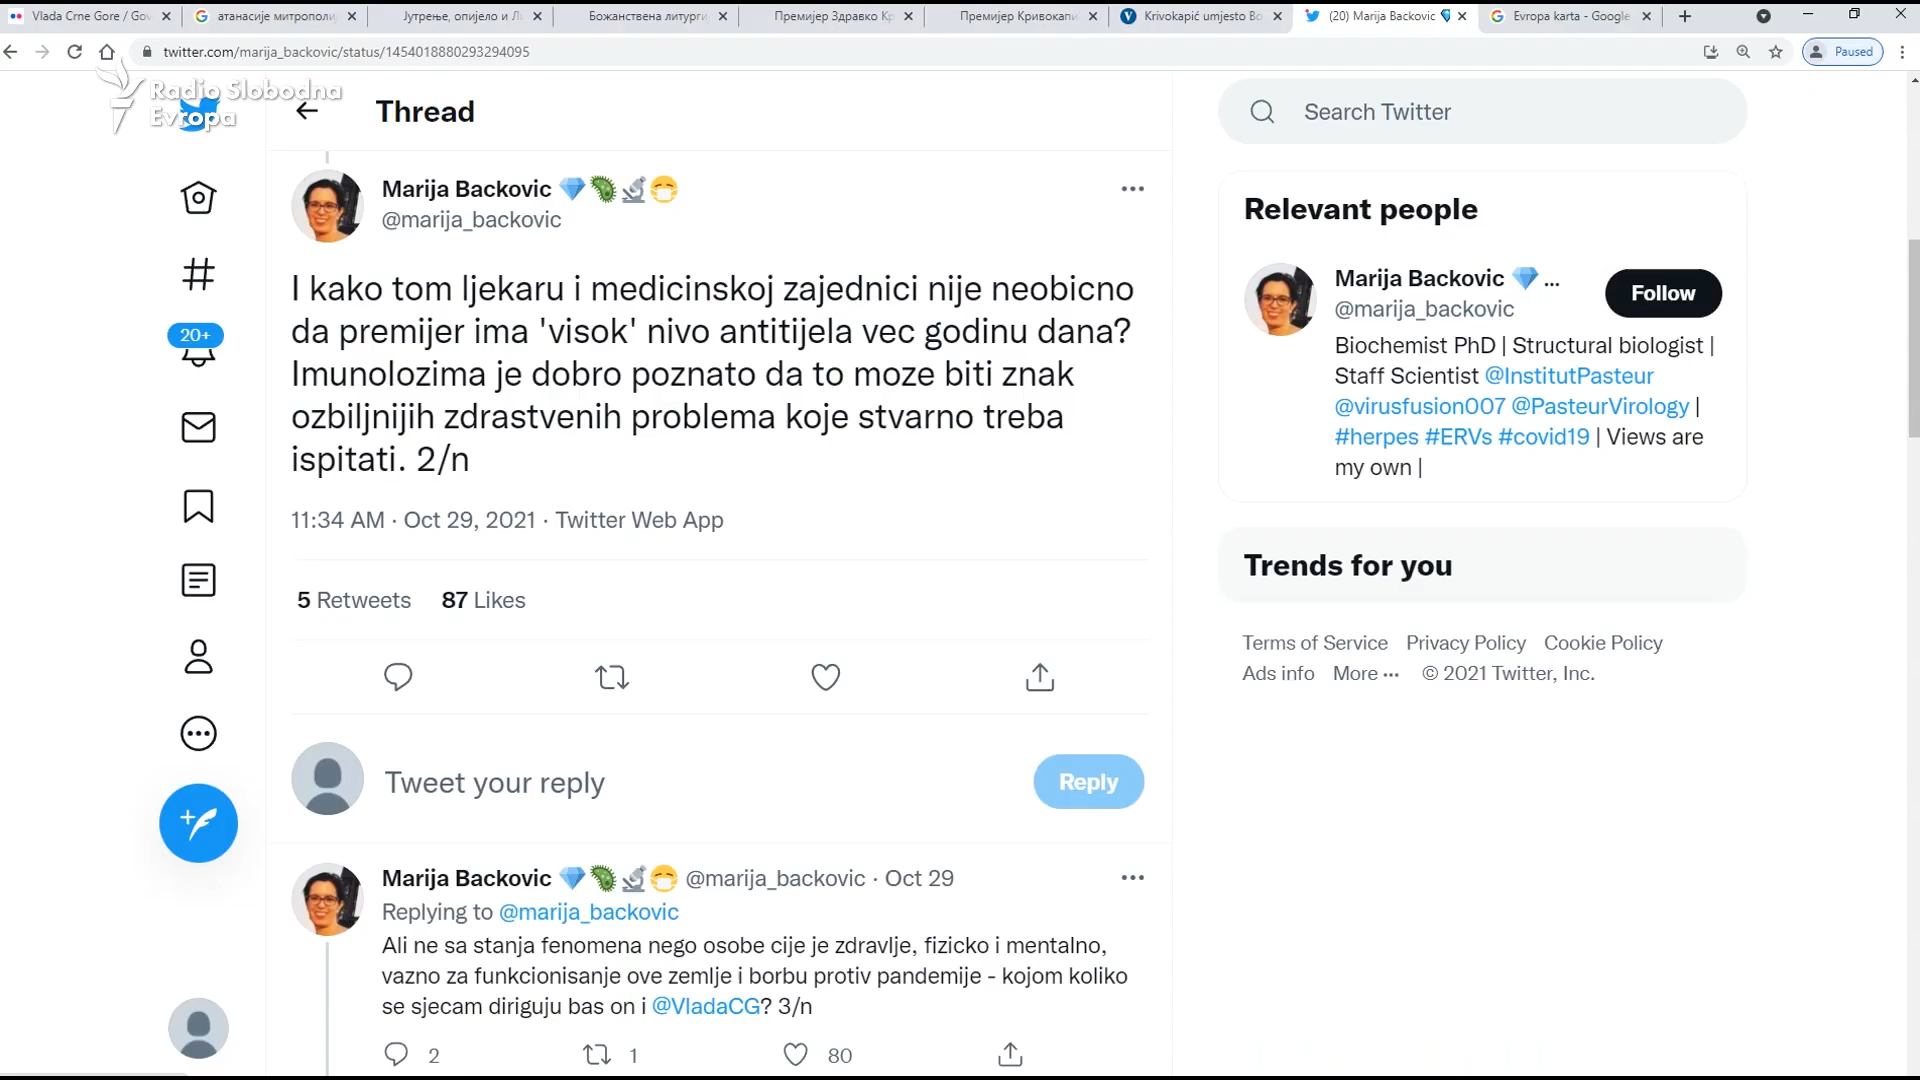 Vlada Crne Gore / Gov
атанасије митрополи
Јутрење, опијело и Л
Божанствена литурги
Премијер Здравко Кр
Премијер Кривокапи
Krivokapić umjesto Bo
(20) Marija Backovic
Evropa karta - Google
twitter.com/marija_backovic/status/1454018880293294095
Paused
Radio Slobodna
Evropa
Thread
Search Twitter
Marija Backovic
@marija_backovic
I kako tom ljekaru i medicinskoj zajednici nije neobicno
da premijer ima 'visok' nivo antitijela vec godinu dana?
Imunolozima je dobro poznato da to moze biti znak
ozbiljnijih zdrastvenih problema koje stvarno treba
ispitati. 2/n
11:34 AM · Oct 29, 2021 · Twitter Web App
5 Retweets 87 Likes
20+
Tweet your reply
Reply
Marija Backovic @marija_backovic · Oct 29
Replying to @marija_backovic
Ali ne sa stanja fenomena nego osobe cije je zdravlje, fizicko i mentalno,
vazno za funkcionisanje ove zemlje i borbu protiv pandemije - kojom koliko
se sjecam diriguju bas on i @VladaCG? 3/n
2 1 80
Relevant people
Marija Backovic ...
@marija_backovic
Follow
Biochemist PhD | Structural biologist |
Staff Scientist @InstitutPasteur
@virusfusion007 @PasteurVirology |
#herpes #ERVs #covid19 | Views are
my own |
Trends for you
Terms of Service Privacy Policy Cookie Policy
Ads info More ··· © 2021 Twitter, Inc.